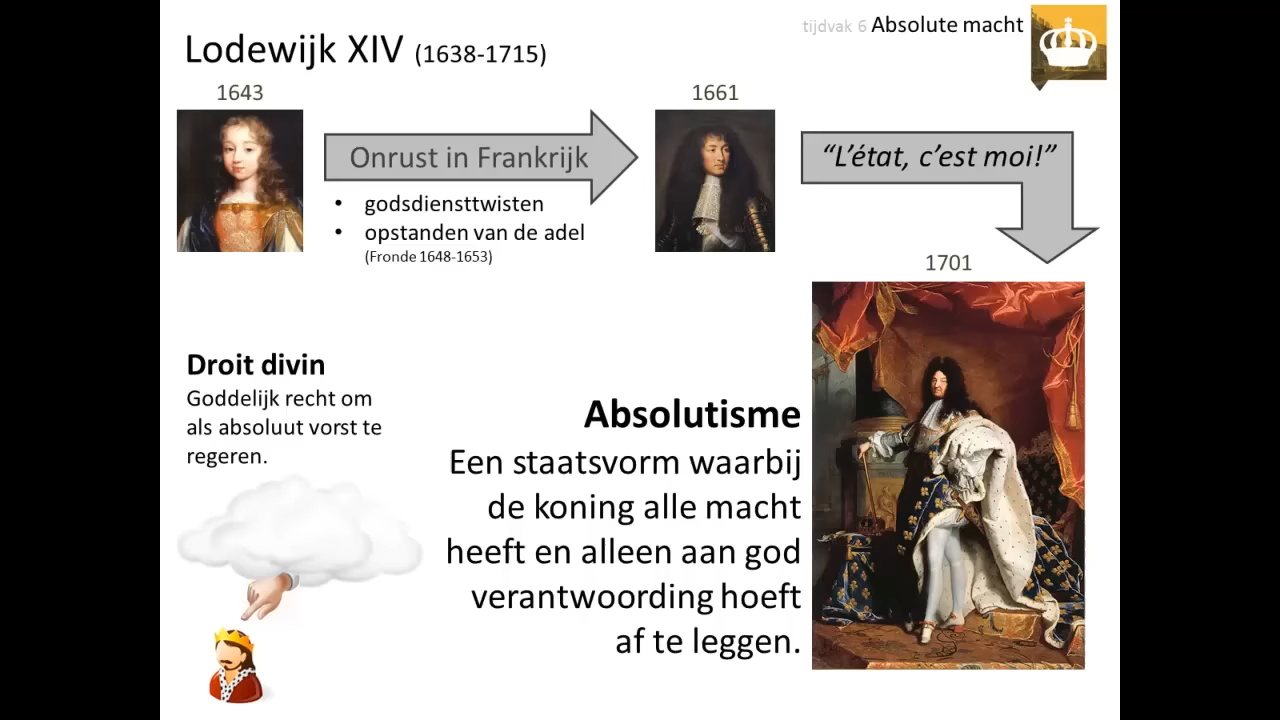 Lodewijk XIV (1638-1715)
tijdvak 6 Absolute macht
1643
Onrust in Frankrijk
• godsdiensttwisten
• opstanden van de adel
(Fronde 1648-1653)
1661
“L’état, c’est moi!”
1701
Droit divin
Goddelijk recht om
als absoluut vorst te
regeren.
Absolutisme
Een staatsvorm waarbij
de koning alle macht
heeft en alleen aan god
verantwoording hoeft
af te leggen.